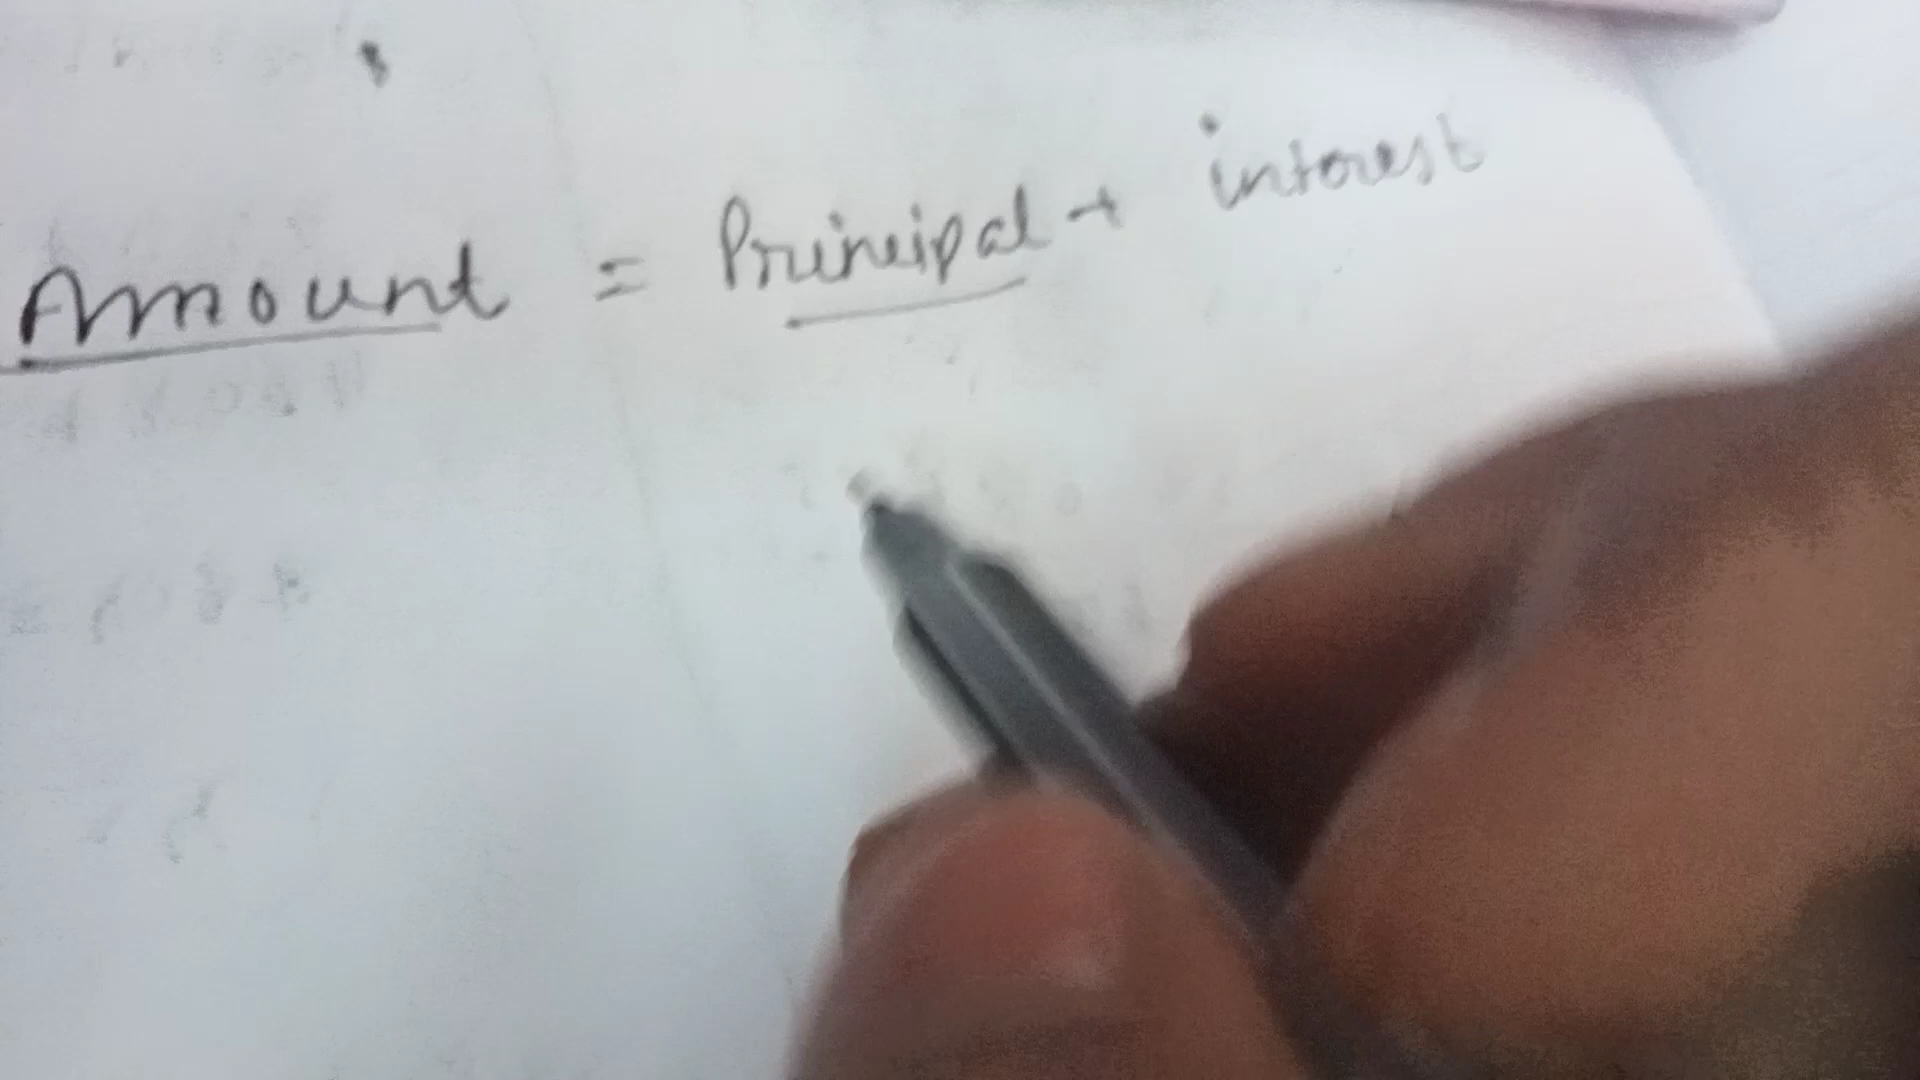 Amount = Principal + interest